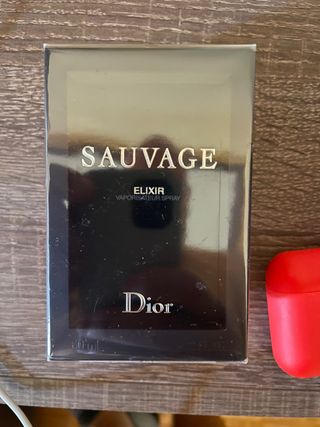 SAUVAGE
ELIXIR
VAPORISATEUR SPRAY
Dior